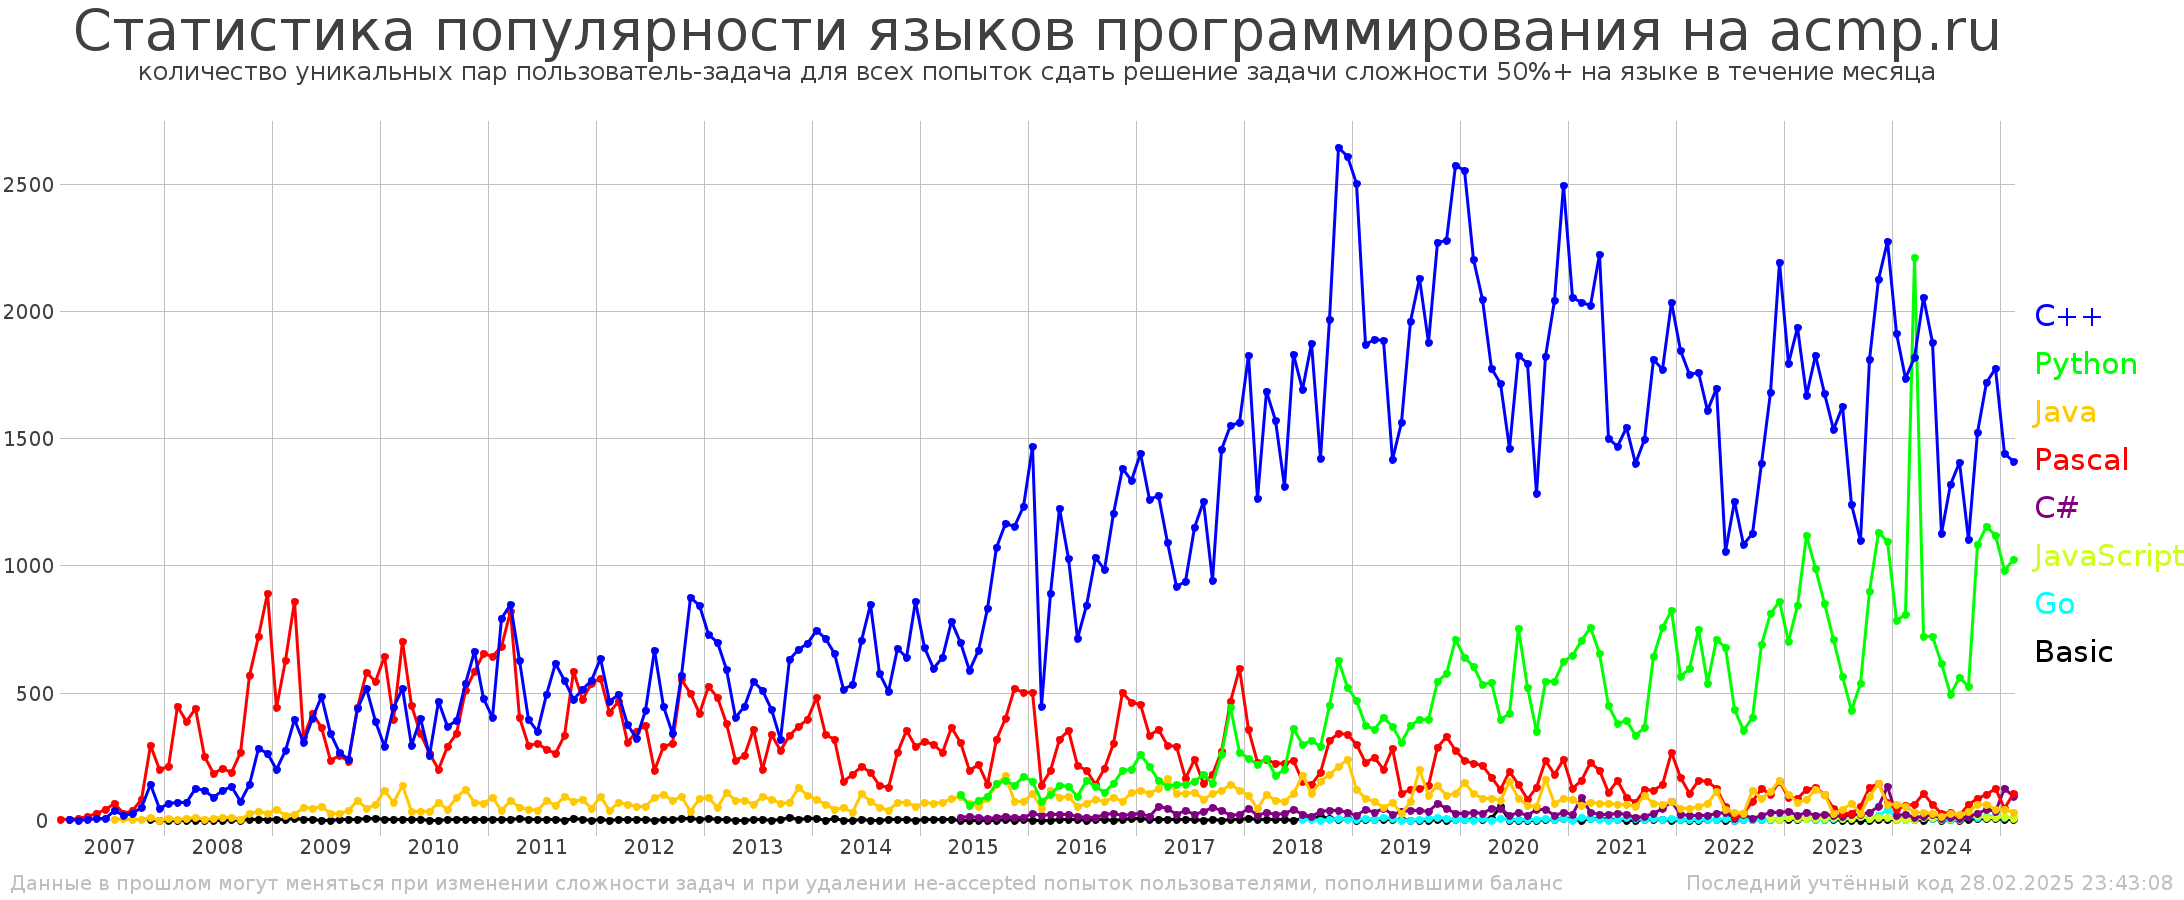 Статистика популярности языков программирования на acmp.ru
количество уникальных пар пользователь-задача для всех попыток сдать решение задачи сложности 50%+ на языке в течение месяца
2500
2000
1500
1000
500
0
C++
Python
Java
Pascal
C#
JavaScript
Go
Basic
2007 2008 2009 2010 2011 2012 2013 2014 2015 2016 2017 2018 2019 2020 2021 2022 2023 2024
Данные в прошлом могут меняться при изменении сложности задач и при удалении не-accepted попыток пользователями, пополнившими баланс
Последний учтённый код 28.02.2025 23:43:08